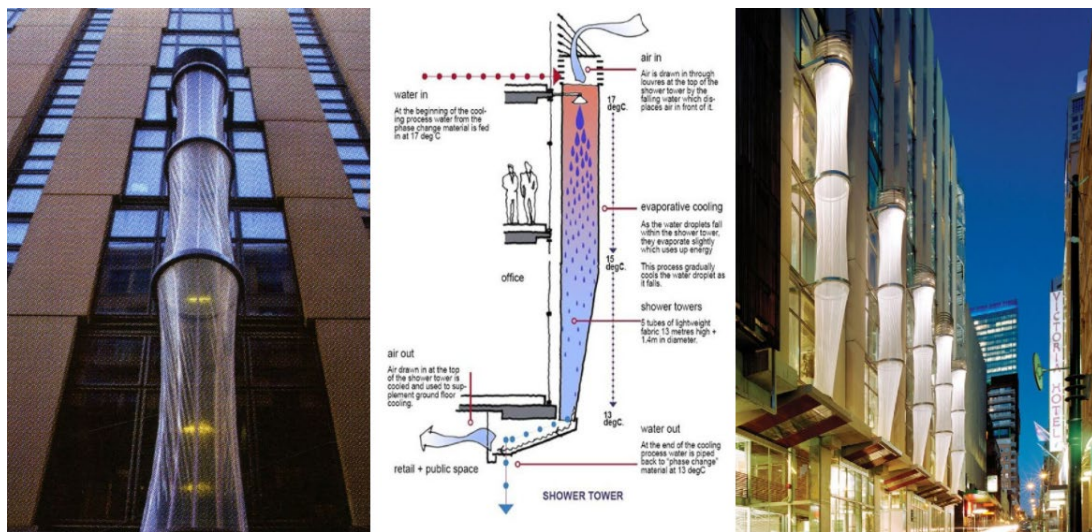 air in
Air is drawn in through
louvres at the top of the
shower tower by the
falling water which dis-
places air in front of it.
water in
At the beginning of the cool-
ing process water from the
phase change material is fed
in at 17 deg˚C
17
degC.
evaporative cooling
As the water droplets fall
within the shower tower,
they evaporate slightly
which uses up energy
This process gradually
cools the water droplet as
it falls.
15
degC.
office
shower towers
5 tubes of lightweight
fabric 13 metres high +
1.4m in diameter.
air out
Air drawn in at the top
of the shower tower is
cooled and used to sup-
plement ground floor
cooling.
13
degC.
water out
At the end of the cooling
process water is piped
back to "phase change"
material at 13 degC
retail + public space
SHOWER TOWER
VICTORIA HOTEL